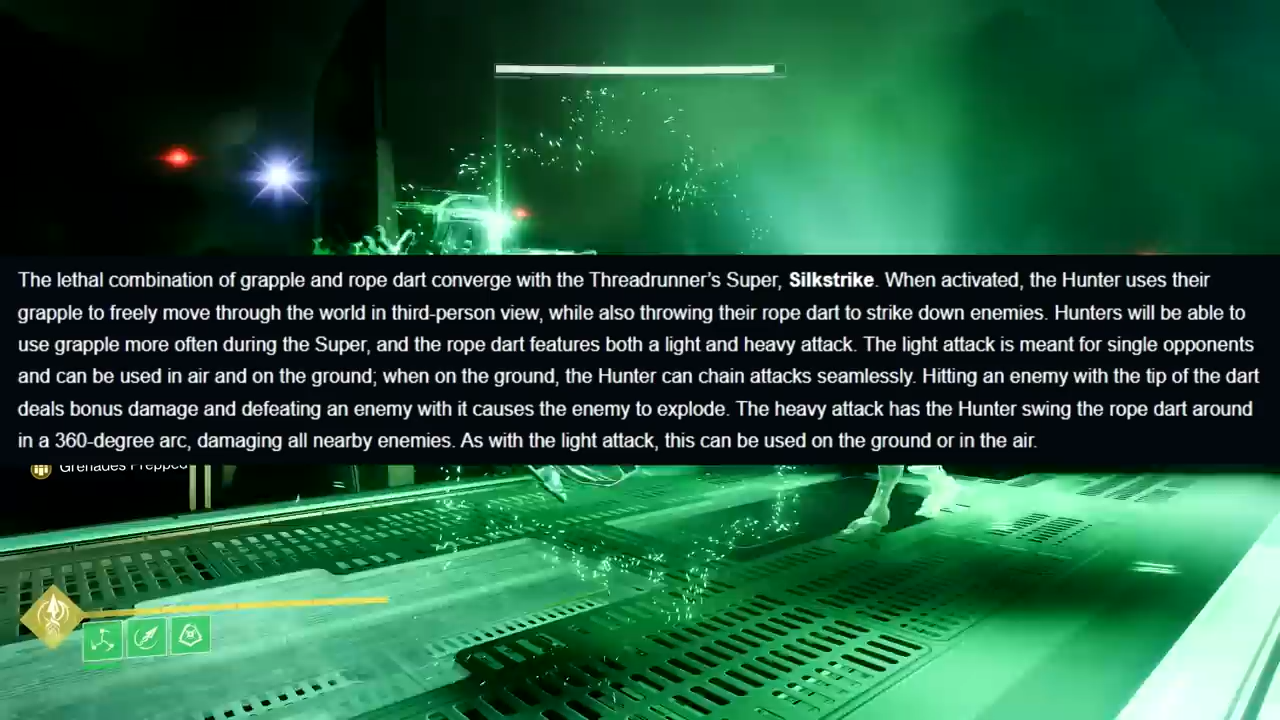 The lethal combination of grapple and rope dart converge with the Threadrunner’s Super, Silkstrike. When activated, the Hunter uses their
grapple to freely move through the world in third-person view, while also throwing their rope dart to strike down enemies. Hunters will be able to
use grapple more often during the Super, and the rope dart features both a light and heavy attack. The light attack is meant for single opponents
and can be used in air and on the ground; when on the ground, the Hunter can chain attacks seamlessly. Hitting an enemy with the tip of the dart
deals bonus damage and defeating an enemy with it causes the enemy to explode. The heavy attack has the Hunter swing the rope dart around
in a 360-degree arc, damaging all nearby enemies. As with the light attack, this can be used on the ground or in the air.
Grenades Prepped